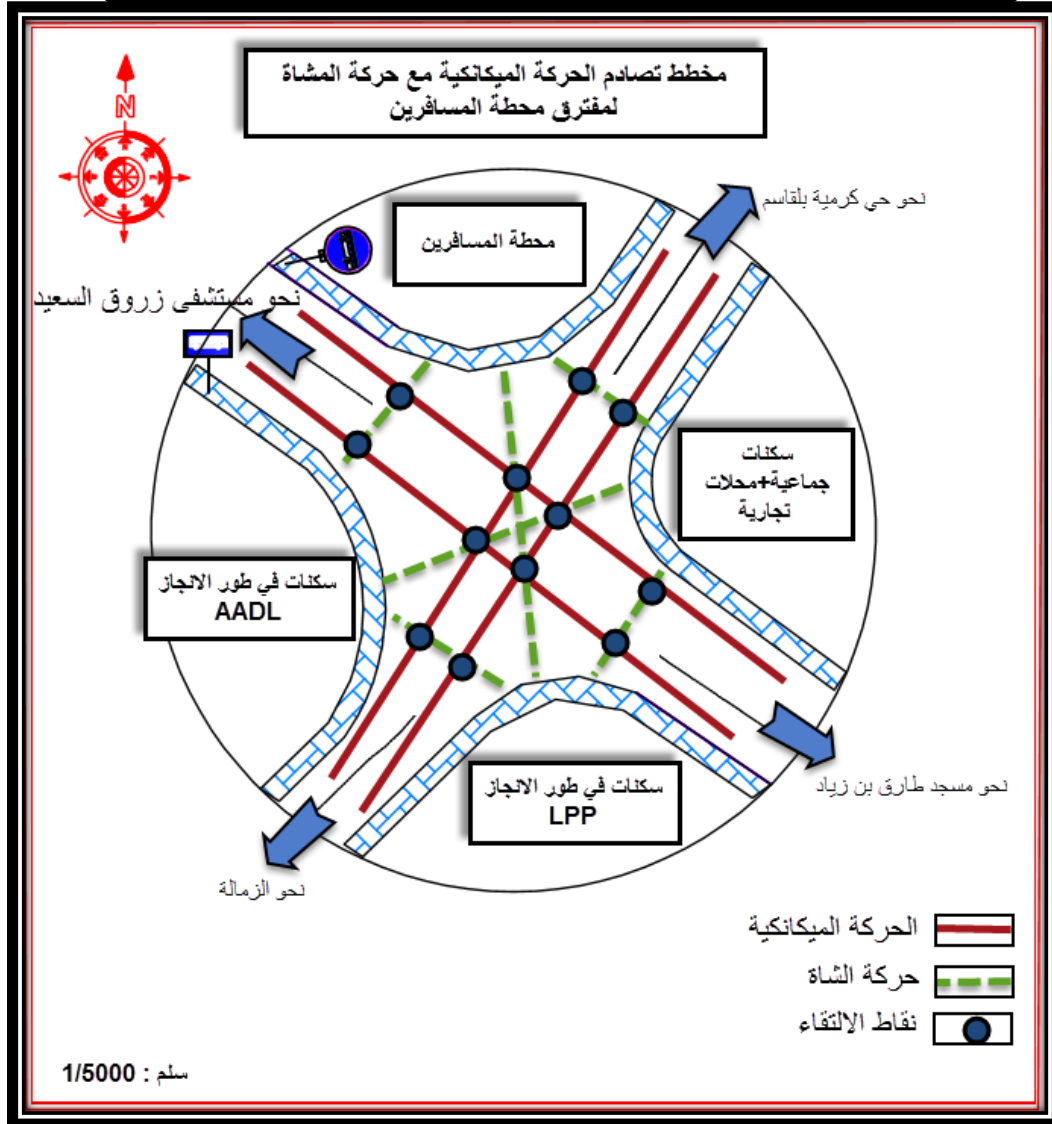 مخطط تصادم الحركة الميكانكية مع حركة المشاة
لمفترق محطة المسافرين
N
نحو حي كرمية بلقاسم
محطة المسافرين
نحو مستشفى زروق السعيد
سكنات
جماعية+محلات
تجارية
سكنات في طور الانجاز
AADL
سكنات في طور الانجاز
LPP
نحو مسجد طارق بن زياد
نحو الزمالة
الحركة الميكانكية
حركة الشاة
نقاط الالتقاء
سلم : 1/5000